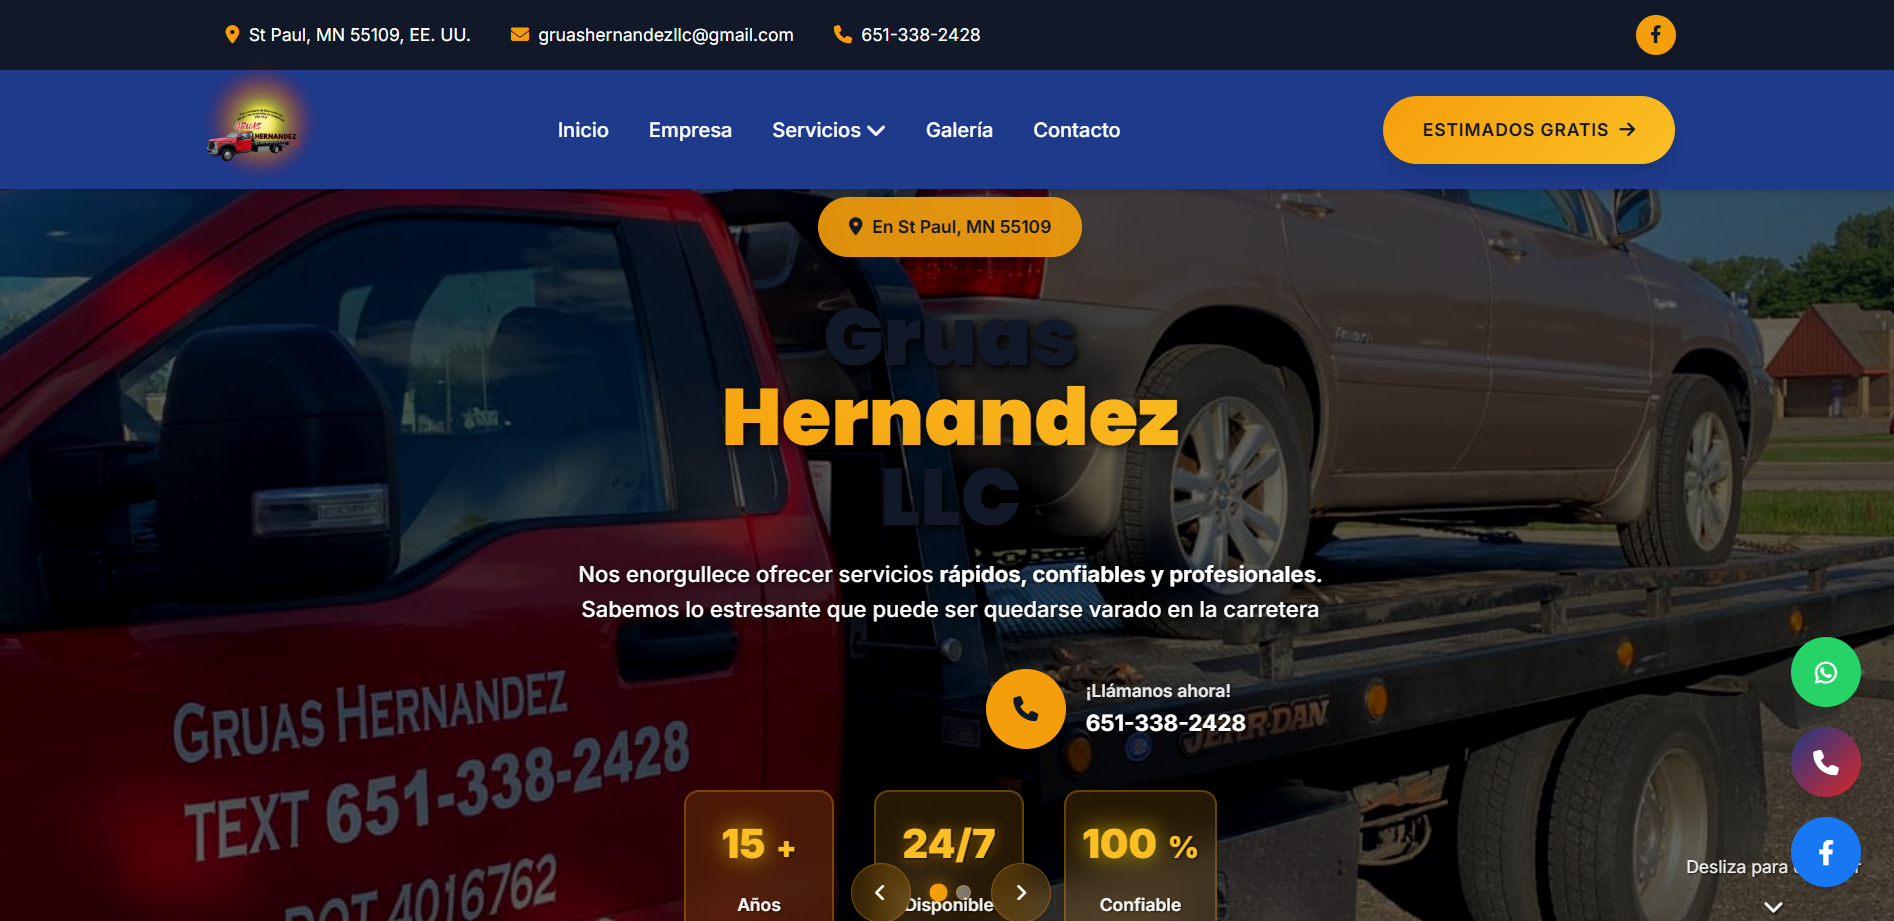 St Paul, MN 55109, EE. UU.
gruashernandezllc@gmail.com
651-338-2428
GRUAS
HERNANDEZ
Inicio
Empresa
Servicios
Galería
Contacto
ESTIMADOS GRATIS
En St Paul, MN 55109
Gruas
Hernandez
LLC
Nos enorgullece ofrecer servicios rápidos, confiables y profesionales.
Sabemos lo estresante que puede ser quedarse varado en la carretera
¡Llámanos ahora!
651-338-2428
GRUAS HERNANDEZ
TEXT 651-338-2428
DOT 4016762
JERR-DAN
15 +
Años
24/7
Disponible
100 %
Confiable
Desliza para